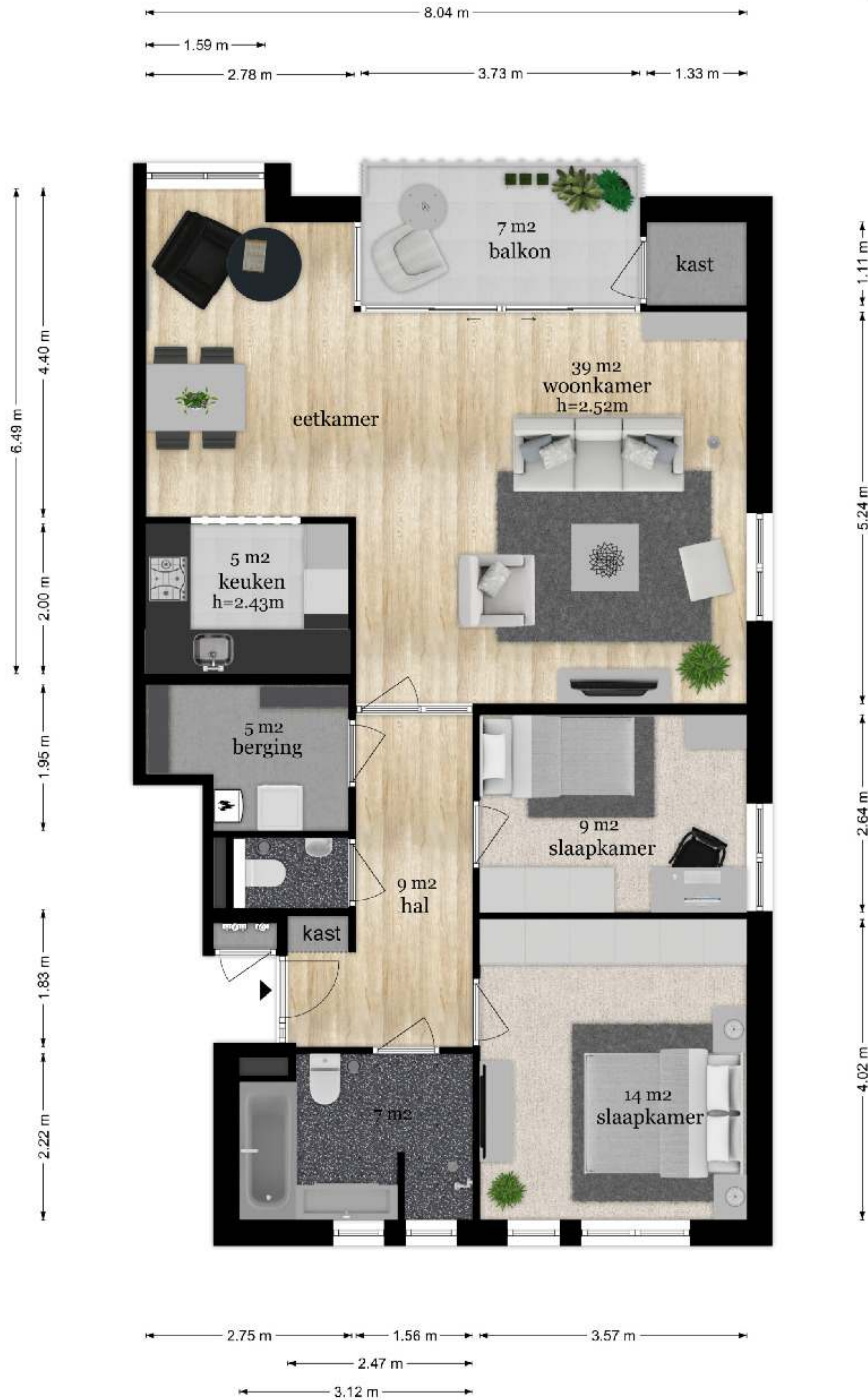 8.04 m
1.59 m
2.78 m
3.73 m
1.33 m
7 m2
balkon
kast
1.11 m
6.49 m
4.40 m
39 m2
woonkamer
h=2.52m
eetkamer
5.24 m
2.00 m
5 m2
keuken
h=2.43m
1.95 m
5 m2
berging
2.64 m
9 m2
slaapkamer
9 m2
hal
kast
1.83 m
2.22 m
7 m2
14 m2
slaapkamer
4.02 m
2.75 m
1.56 m
3.57 m
2.47 m
3.12 m